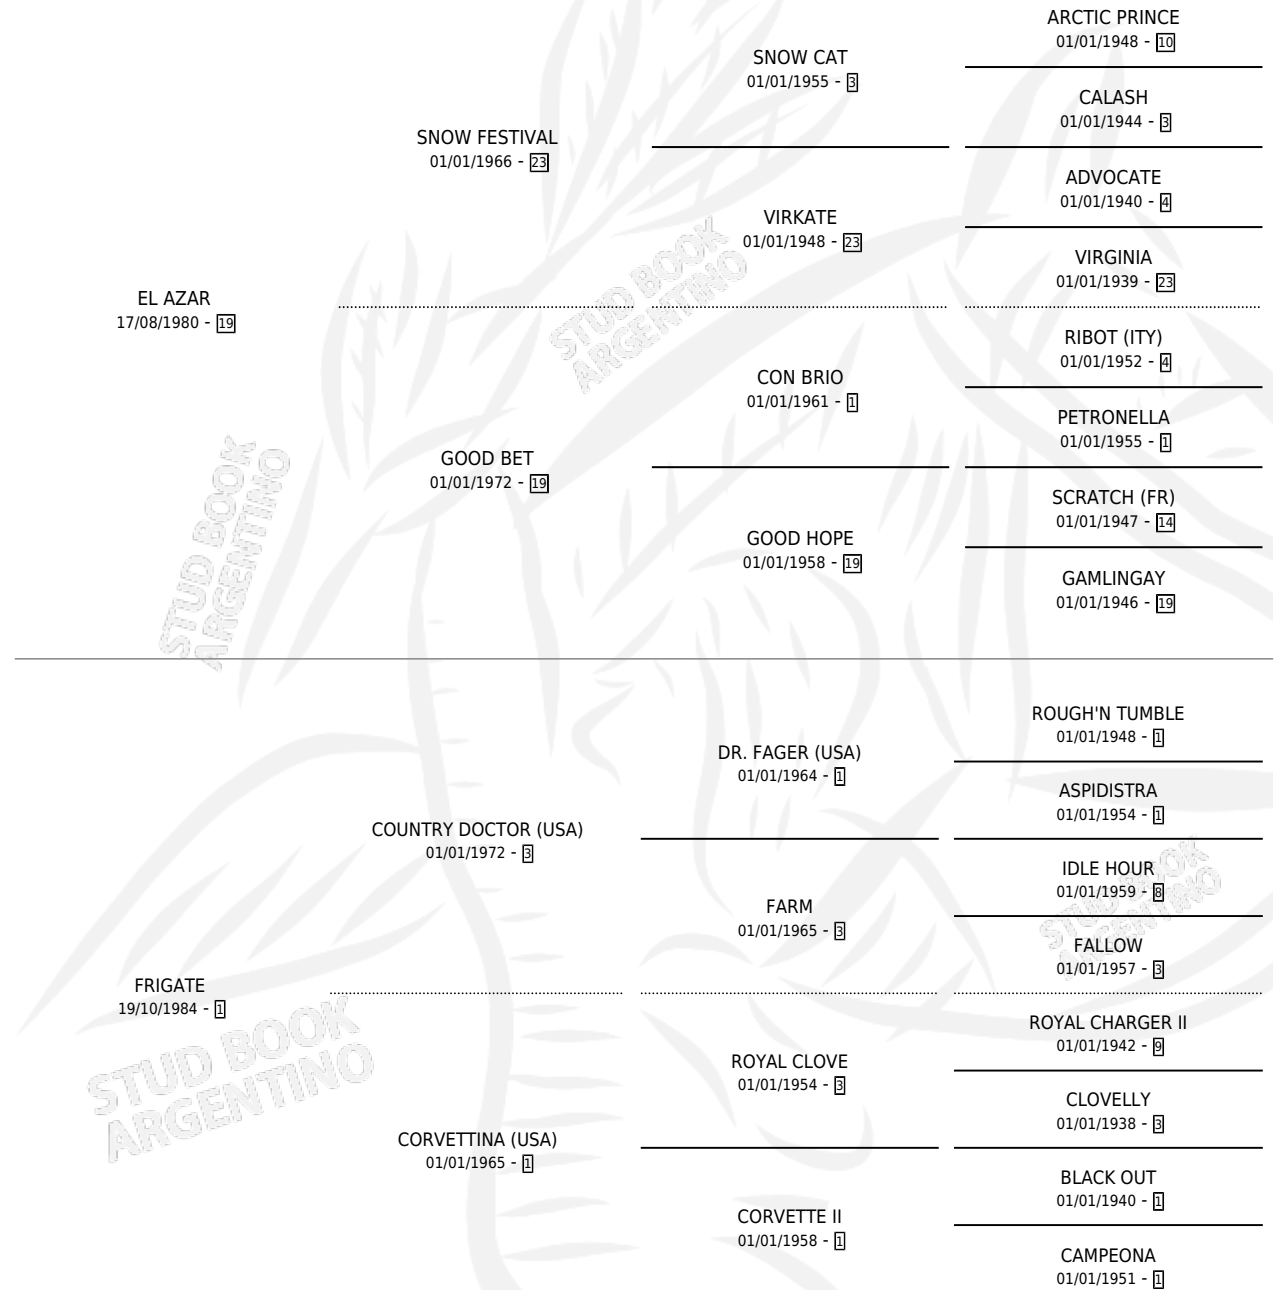 ARCTIC PRINCE
01/01/1948 - 10
SNOW CAT
01/01/1955 - 3
CALASH
01/01/1944 - 3
SNOW FESTIVAL
01/01/1966 - 23
ADVOCATE
01/01/1940 - 4
VIRKATE
01/01/1948 - 23
VIRGINIA
01/01/1939 - 23
EL AZAR
17/08/1980 - 19
STUD BOOK
ARGENTINO
RIBOT (ITY)
01/01/1952 - 4
CON BRIO
01/01/1961 - 1
PETRONELLA
01/01/1955 - 1
GOOD BET
01/01/1972 - 19
SCRATCH (FR)
01/01/1947 - 14
GOOD HOPE
01/01/1958 - 19
GAMLINGAY
01/01/1946 - 19
STUD BOOK
ARGENTINO
ROUGH'N TUMBLE
01/01/1948 - 1
DR. FAGER (USA)
01/01/1964 - 1
ASPIDISTRA
01/01/1954 - 1
COUNTRY DOCTOR (USA)
01/01/1972 - 3
IDLE HOUR
01/01/1959 - 8
FARM
01/01/1965 - 3
FALLOW
01/01/1957 - 3
STUD BOOK
ARGENTINO
FRIGATE
19/10/1984 - 1
ROYAL CHARGER II
01/01/1942 - 9
ROYAL CLOVE
01/01/1954 - 3
CLOVELLY
01/01/1938 - 3
CORVETTINA (USA)
01/01/1965 - 1
BLACK OUT
01/01/1940 - 1
CORVETTE II
01/01/1958 - 1
CAMPEONA
01/01/1951 - 1
STUD BOOK
ARGENTINO